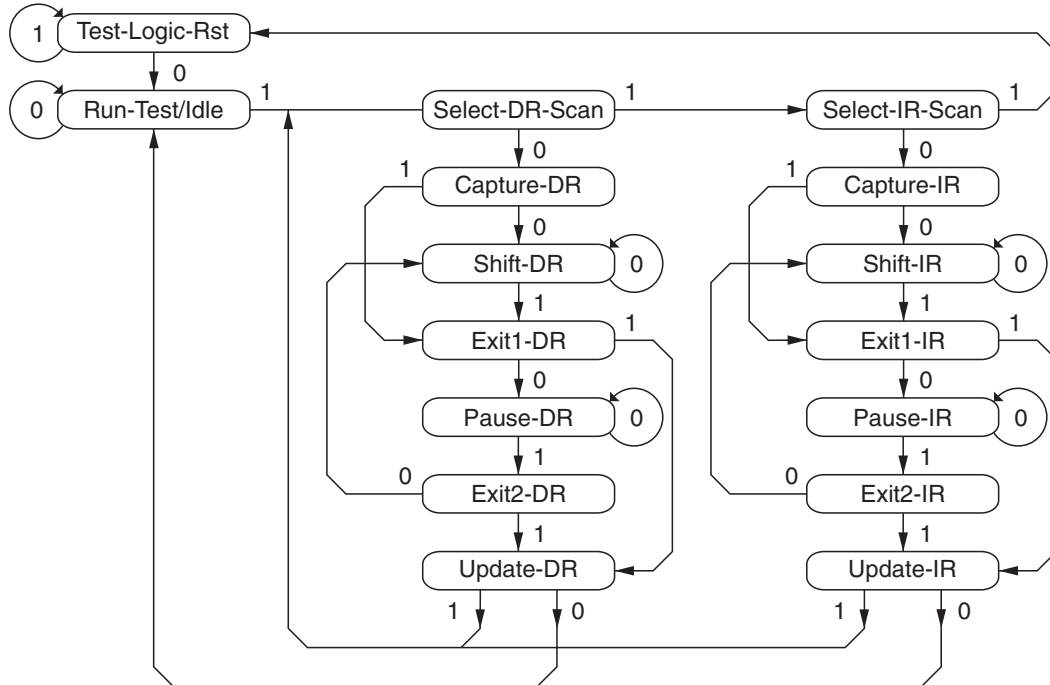 1 Test-Logic-Rst
0
0 Run-Test/Idle 1 Select-DR-Scan 1 Select-IR-Scan 1
0 0
1 Capture-DR 1 Capture-IR
0 0
Shift-DR 0 Shift-IR 0
1 1
Exit1-DR 1 Exit1-IR 1
0 0
Pause-DR 0 Pause-IR 0
1 1
0 Exit2-DR 0 Exit2-IR
1 1
Update-DR Update-IR
1 0 1 0